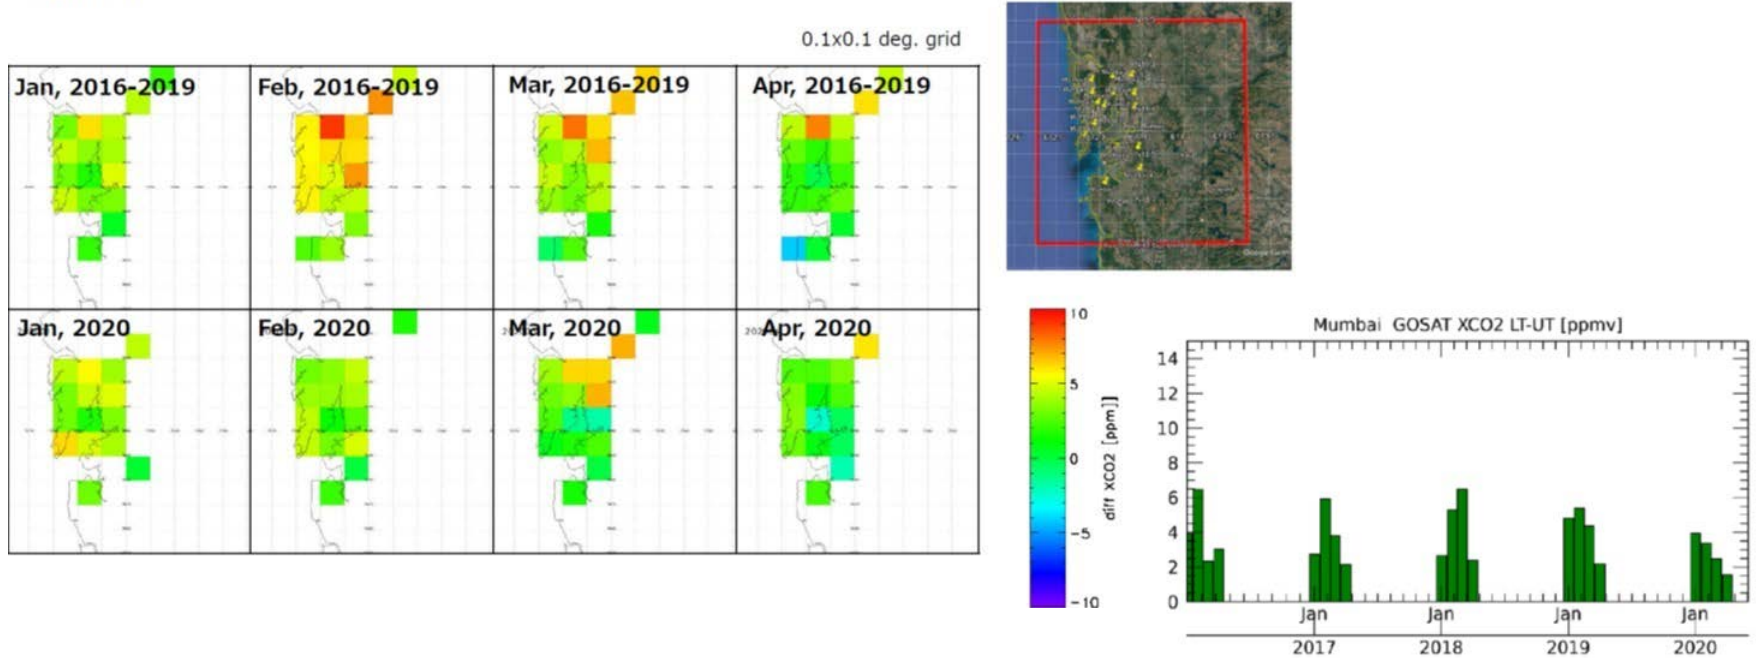 0.1x0.1 deg. grid
Jan, 2016-2019
Feb, 2016-2019
Mar, 2016-2019
Apr, 2016-2019
Jan, 2020
Feb, 2020
Mar, 2020
Apr, 2020
10
5
0
-5
-10
diff XCO2 [ppm]]
Mumbai GOSAT XCO2 LT-UT [ppmv]
14
12
10
8
6
4
2
0
Jan
Jan
Jan
Jan
2017
2018
2019
2020